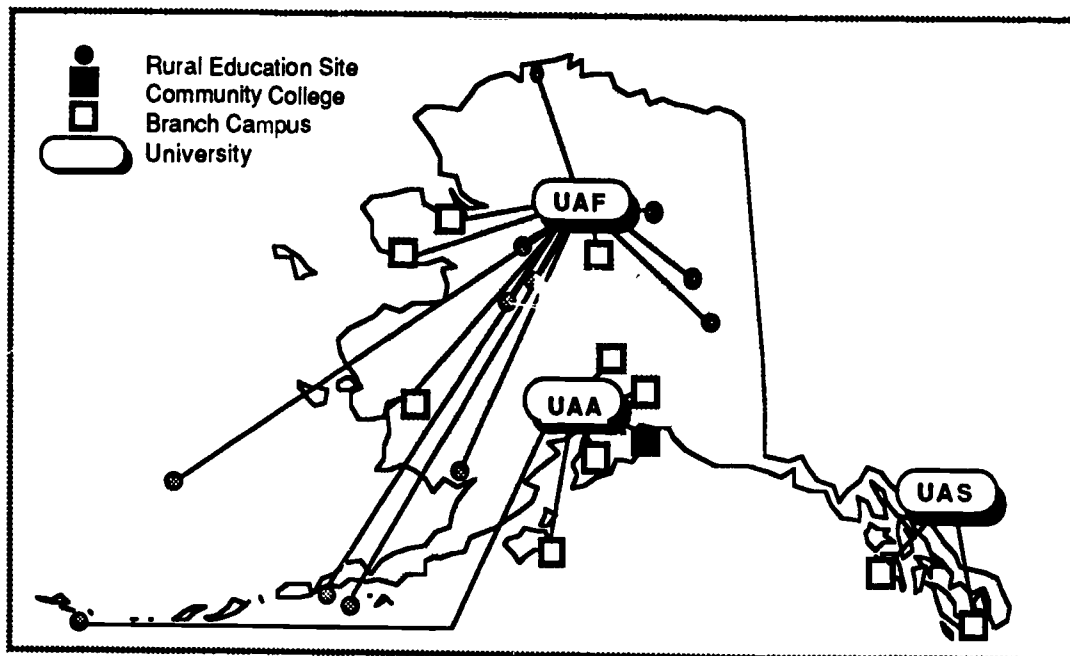 Rural Education Site
Community College
Branch Campus
University
UAF
UAA
UAS